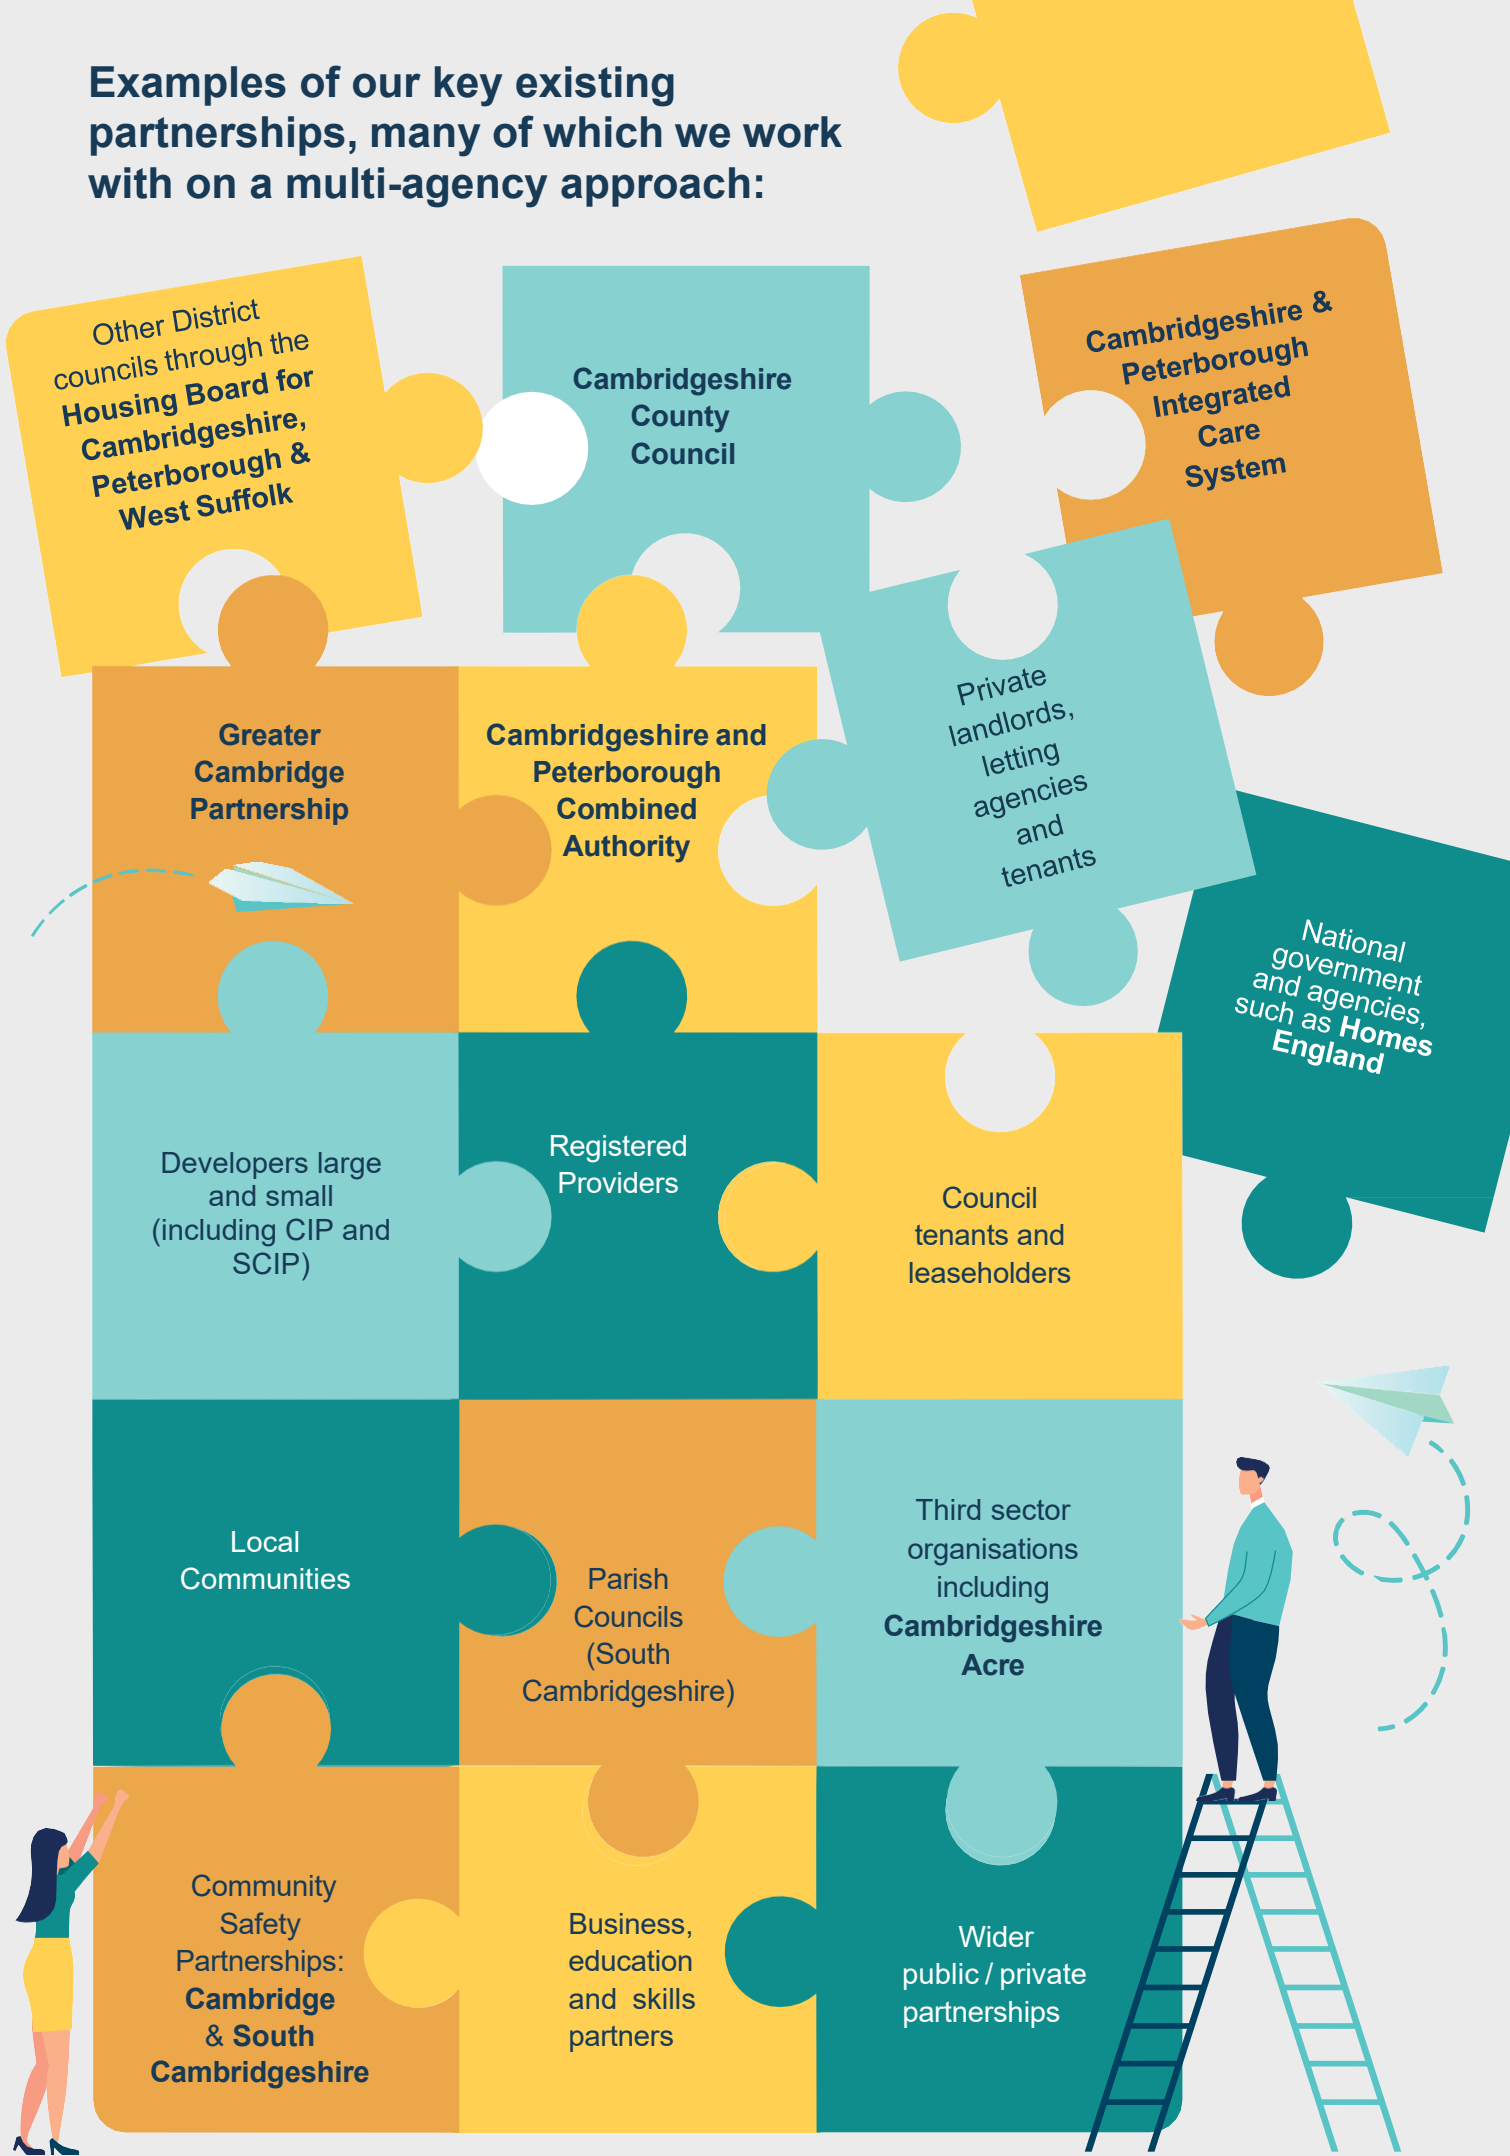 Examples of our key existing
partnerships, many of which we work
with on a multi-agency approach:
Other District
councils through the
Housing Board for
Cambridgeshire,
Peterborough &
West Suffolk
Cambridgeshire
County
Council
Cambridgeshire &
Peterborough
Integrated
Care
System
Greater
Cambridge
Partnership
Cambridgeshire and
Peterborough
Combined
Authority
Private
landlords,
letting
agencies
and
tenants
National
government
and agencies,
such as Homes
England
Developers large
and small
(including CIP and
SCIP)
Registered
Providers
Council
tenants and
leaseholders
Local
Communities
Parish
Councils
(South
Cambridgeshire)
Third sector
organisations
including
Cambridgeshire
Acre
Community
Safety
Partnerships:
Cambridge
& South
Cambridgeshire
Business,
education
and skills
partners
Wider
public / private
partnerships